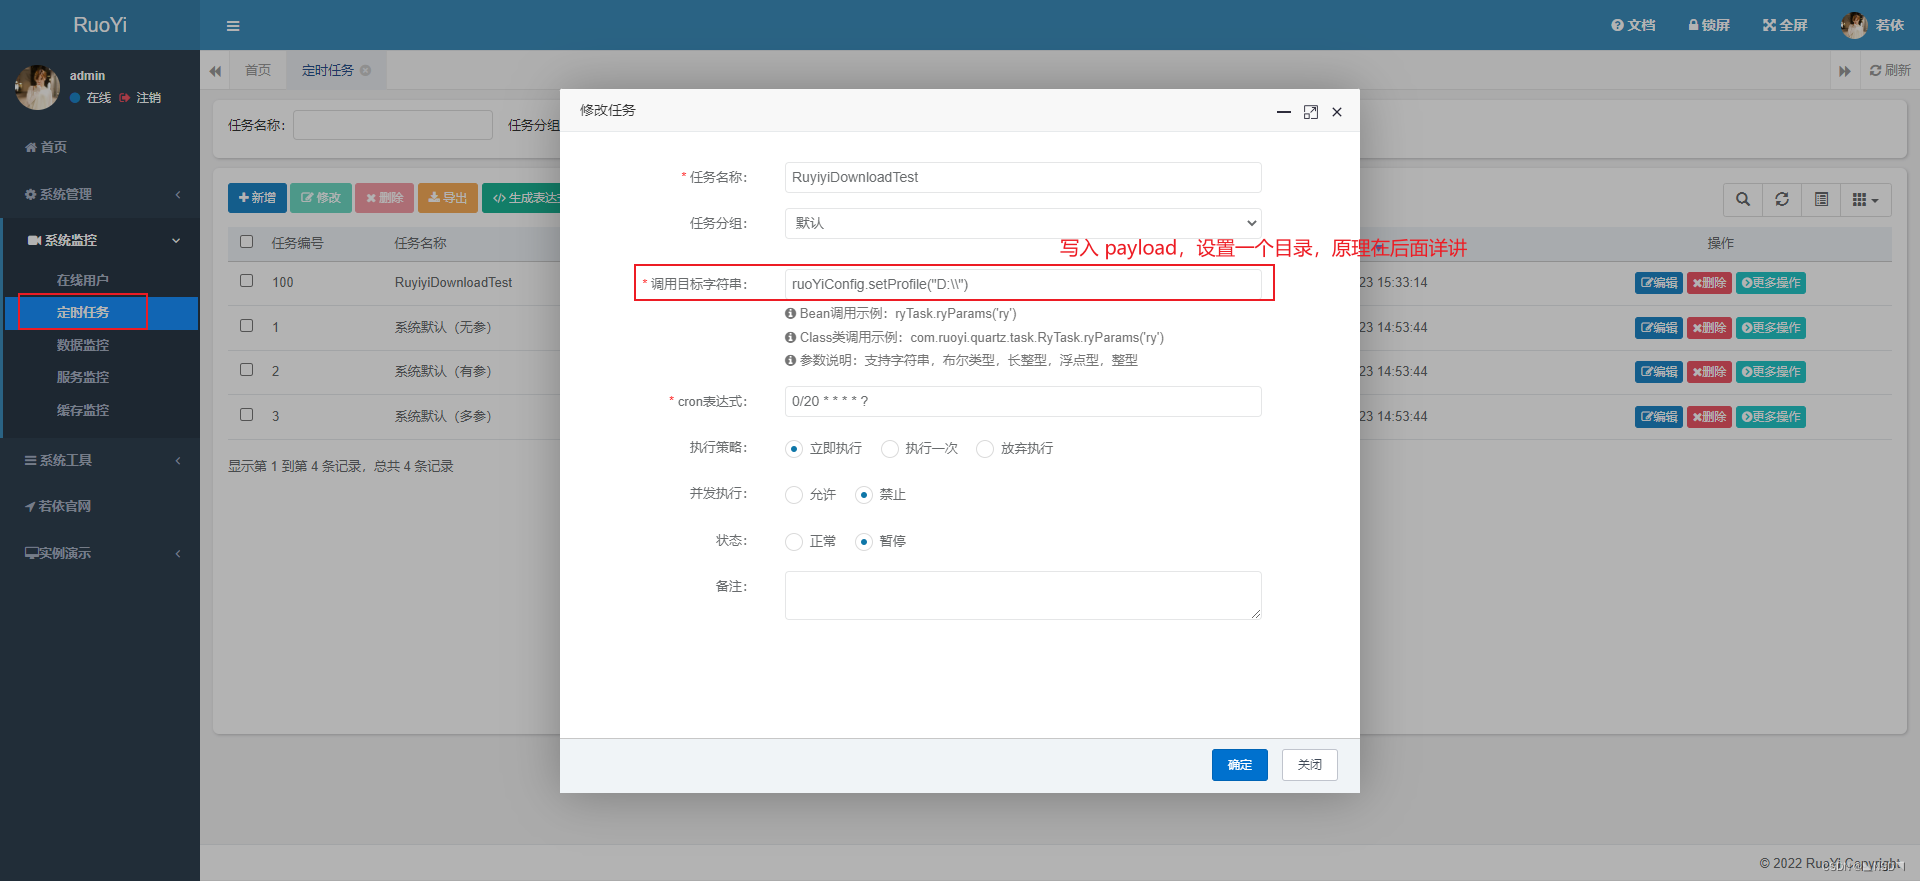 RuoYi
文档
锁屏
全屏
若依
admin
在线 注销
首页
定时任务
刷新
首页
系统管理
系统监控
在线用户
定时任务
数据监控
服务监控
缓存监控
系统工具
若依官网
实例演示
任务名称:
任务分组
新增
修改
删除
导出
生成表达式
任务编号 任务名称 操作
100 RuyiyiDownloadTest 23 15:33:14 编辑 删除 更多操作
1 系统默认（无参） 23 14:53:44 编辑 删除 更多操作
2 系统默认（有参） 23 14:53:44 编辑 删除 更多操作
3 系统默认（多参） 23 14:53:44 编辑 删除 更多操作
显示第 1 到第 4 条记录，总共 4 条记录
修改任务
* 任务名称: RuyiyiDownloadTest
任务分组: 默认
写入 payload，设置一个目录，原理在后面详讲
* 调用目标字符串: ruoYiConfig.setProfile("D:\\")
Bean调用示例：ryTask.ryParams('ry')
Class类调用示例：com.ruoyi.quartz.task.RyTask.ryParams('ry')
参数说明：支持字符串，布尔类型，长整型，浮点型，整型
* cron表达式: 0/20 * * * * ?
执行策略: 立即执行 执行一次 放弃执行
并发执行: 允许 禁止
状态: 正常 暂停
备注:
确定
关闭
© 2022 RuoYi Copyright